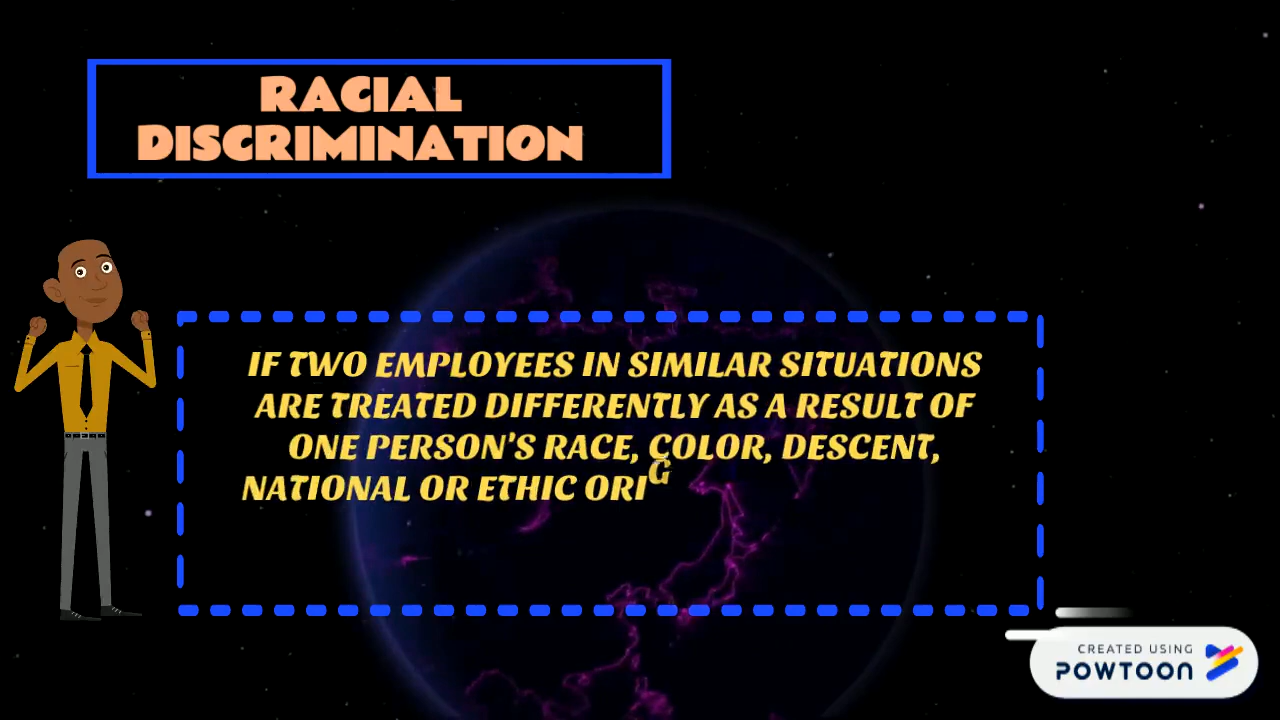 RACIAL
DISCRIMINATION
IF TWO EMPLOYEES IN SIMILAR SITUATIONS
ARE TREATED DIFFERENTLY AS A RESULT OF
ONE PERSON'S RACE, COLOR, DESCENT,
NATIONAL OR ETHIC ORIG
CREATED USING
POWTOON